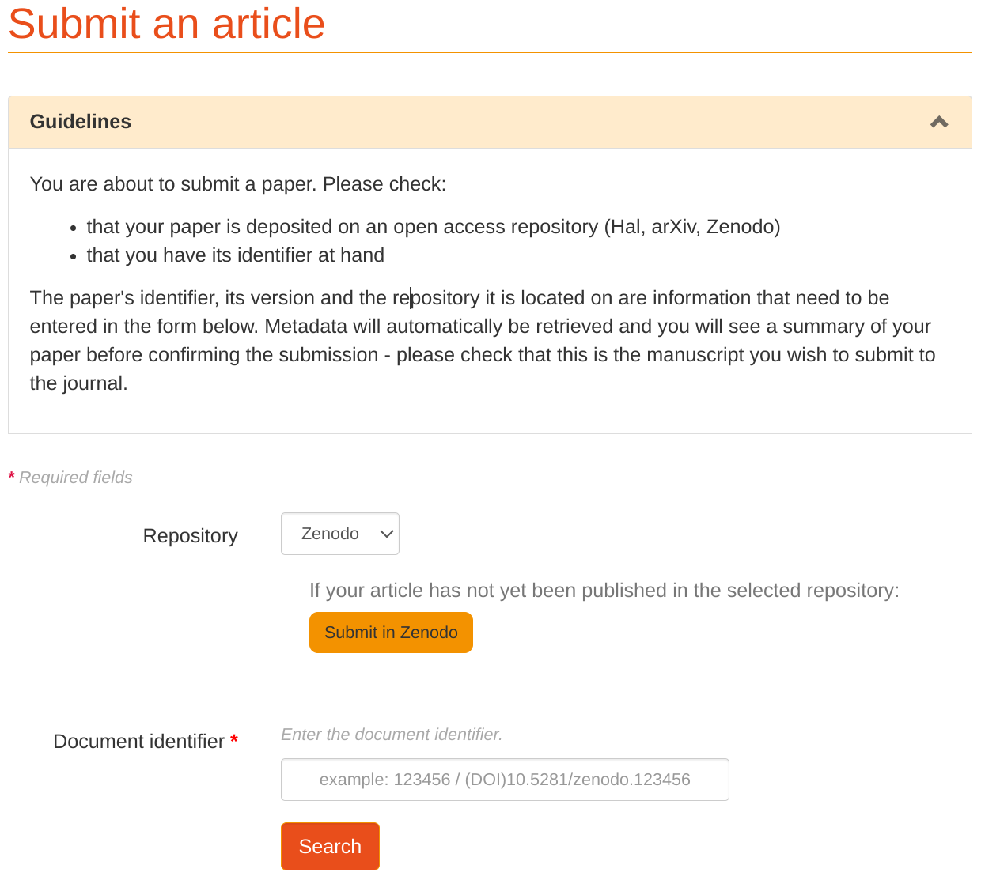 Submit an article
Guidelines
You are about to submit a paper. Please check:
• that your paper is deposited on an open access repository (Hal, arXiv, Zenodo)
• that you have its identifier at hand
The paper's identifier, its version and the repository it is located on are information that need to be
entered in the form below. Metadata will automatically be retrieved and you will see a summary of your
paper before confirming the submission - please check that this is the manuscript you wish to submit to
the journal.
* Required fields
Repository
Zenodo
If your article has not yet been published in the selected repository:
Submit in Zenodo
Document identifier *
Enter the document identifier.
example: 123456 / (DOI)10.5281/zenodo.123456
Search